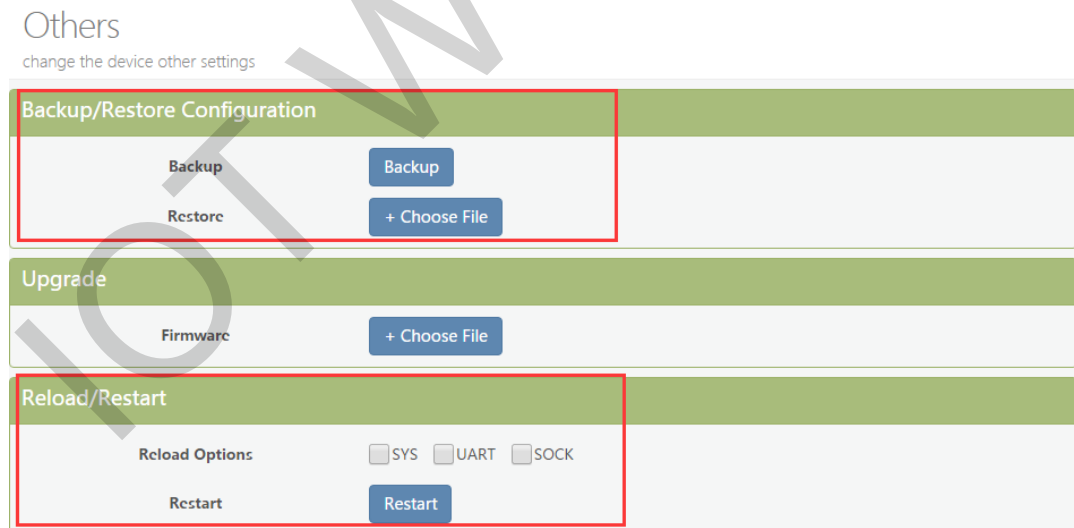 Others
change the device other settings
Backup/Restore Configuration
Backup Backup
Restore + Choose File
Upgrade
Firmware + Choose File
Reload/Restart
Reload Options SYS UART SOCK
Restart Restart
IOT W